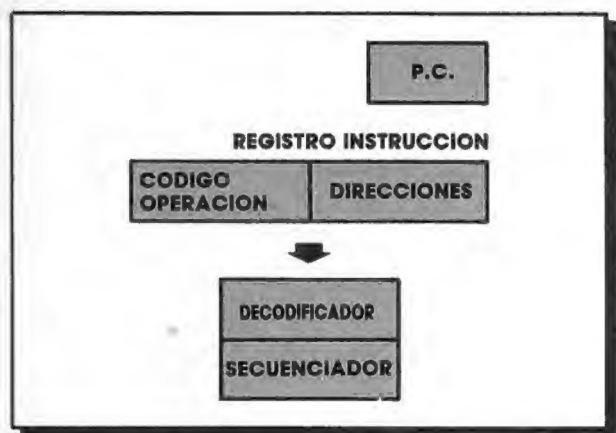 P.C.
REGISTRO INSTRUCCION
CODIGO
OPERACION
DIRECCIONES
DECODIFICADOR
SECUENCIADOR